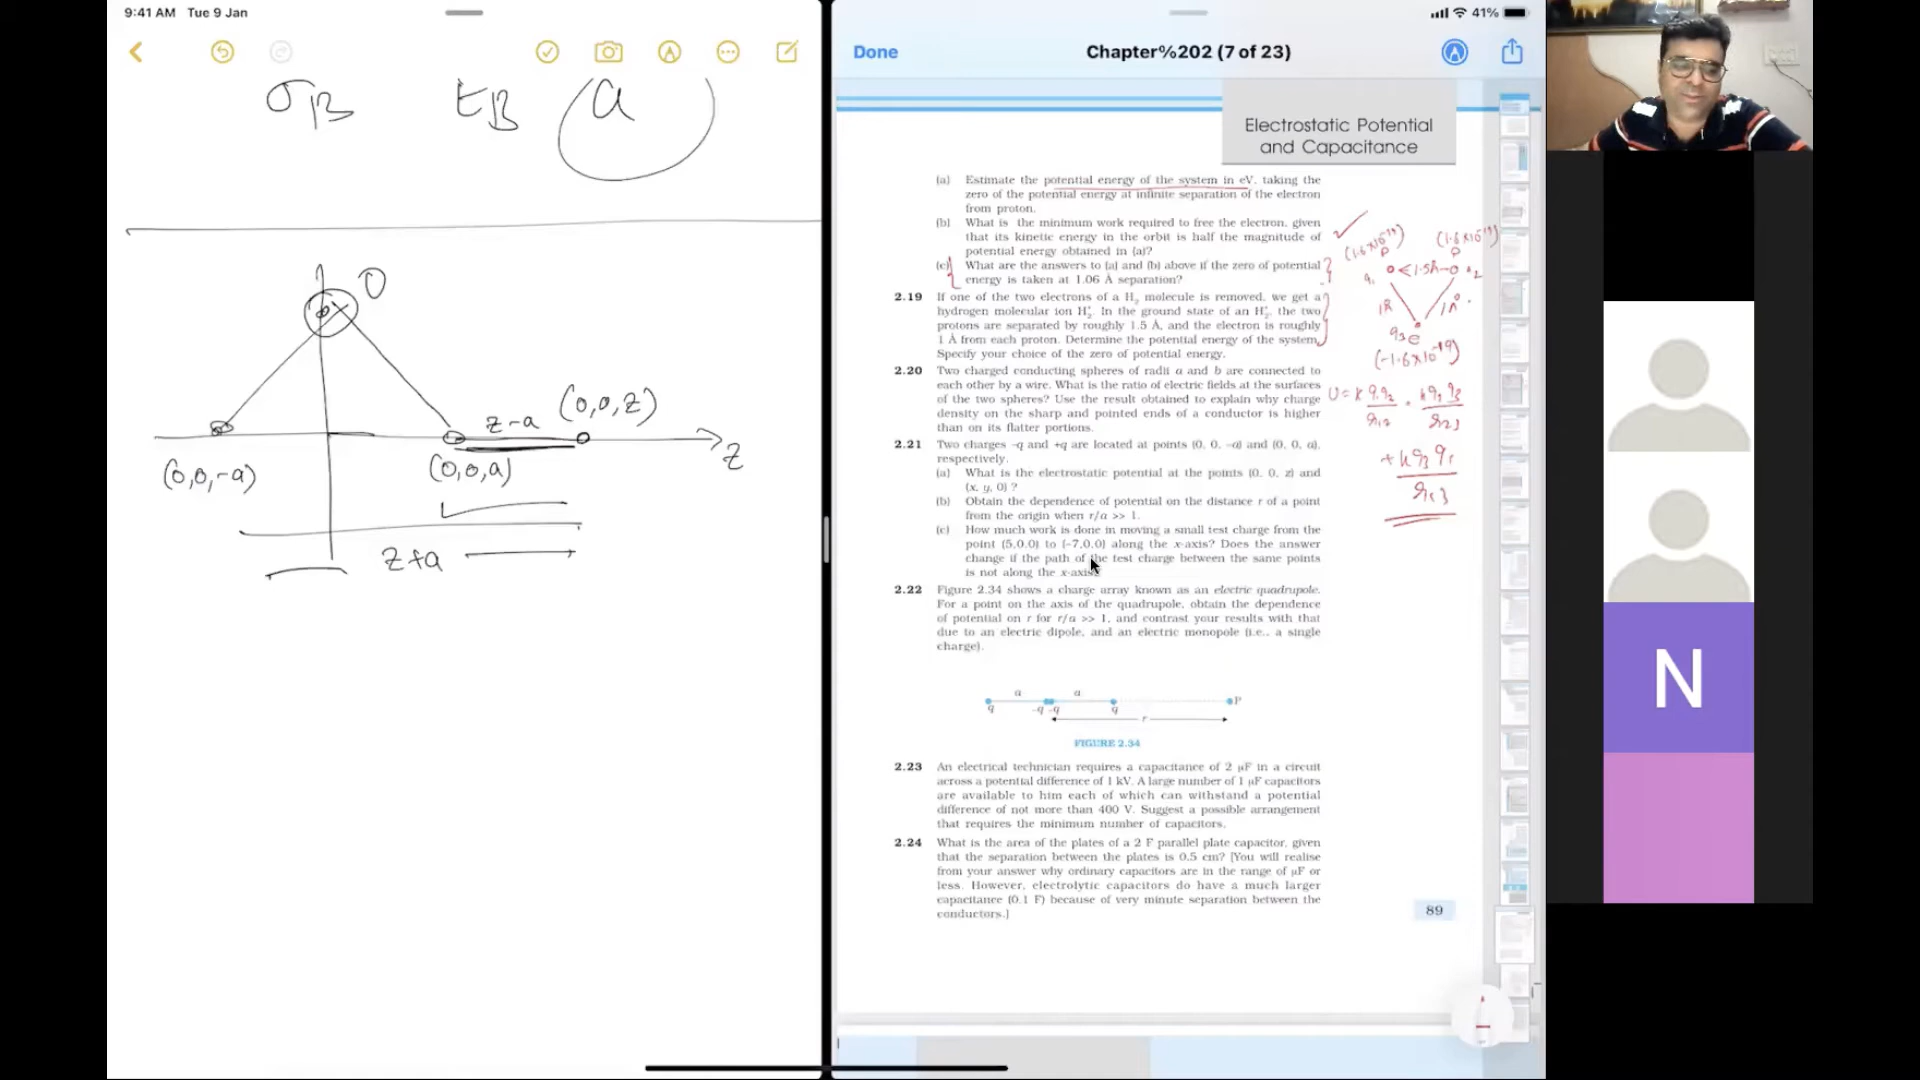 9:41 AM Tue 9 Jan
σB EB a
0
z-a (0,0,z)
z
(0,0,-a) (0,0,a)
z+a
41%
Done
Chapter%202 (7 of 23)
Electrostatic Potential
and Capacitance
(a) Estimate the potential energy of the system in eV, taking the
zero of the potential energy at infinite separation of the electron
from proton.
(b) What is the minimum work required to free the electron, given
that its kinetic energy in the orbit is half the magnitude of
potential energy obtained in (a)?
(c) What are the answers to (a) and (b) above if the zero of potential
energy is taken at 1.06 Å separation?
2.19 If one of the two electrons of a H₂ molecule is removed, we get a
hydrogen molecular ion H₂⁺. In the ground state of an H₂⁺, the two
protons are separated by roughly 1.5 Å, and the electron is roughly
1 Å from each proton. Determine the potential energy of the system.
Specify your choice of the zero of potential energy.
2.20 Two charged conducting spheres of radii a and b are connected to
each other by a wire. What is the ratio of electric fields at the surfaces
of the two spheres? Use the result obtained to explain why charge
density on the sharp and pointed ends of a conductor is higher
than on its flatter portions.
2.21 Two charges –q and +q are located at points (0, 0, –a) and (0, 0, a),
respectively.
(a) What is the electrostatic potential at the points (0, 0, z) and
(x, y, 0) ?
(b) Obtain the dependence of potential on the distance r of a point
from the origin when r/a >> 1.
(c) How much work is done in moving a small test charge from the
point (5,0,0) to (–7,0,0) along the x-axis? Does the answer
change if the path of the test charge between the same points
is not along the x-axis?
2.22 Figure 2.34 shows a charge array known as an electric quadrupole.
For a point on the axis of the quadrupole, obtain the dependence
of potential on r for r/a >> 1, and contrast your results with that
due to an electric dipole, and an electric monopole (i.e., a single
charge).
a a
q -q -q q P
r
FIGURE 2.34
2.23 An electrical technician requires a capacitance of 2 µF in a circuit
across a potential difference of 1 kV. A large number of 1 µF capacitors
are available to him each of which can withstand a potential
difference of not more than 400 V. Suggest a possible arrangement
that requires the minimum number of capacitors.
2.24 What is the area of the plates of a 2 F parallel plate capacitor, given
that the separation between the plates is 0.5 cm? [You will realise
from your answer why ordinary capacitors are in the range of µF or
less. However, electrolytic capacitors do have a much larger
capacitance (0.1 F) because of very minute separation between the
conductors.]
89
(1.6×10⁻¹⁹) (1.6×10⁻¹⁹)
P P
1.5Å
q₃ e
(-1.6×10⁻¹⁹)
N